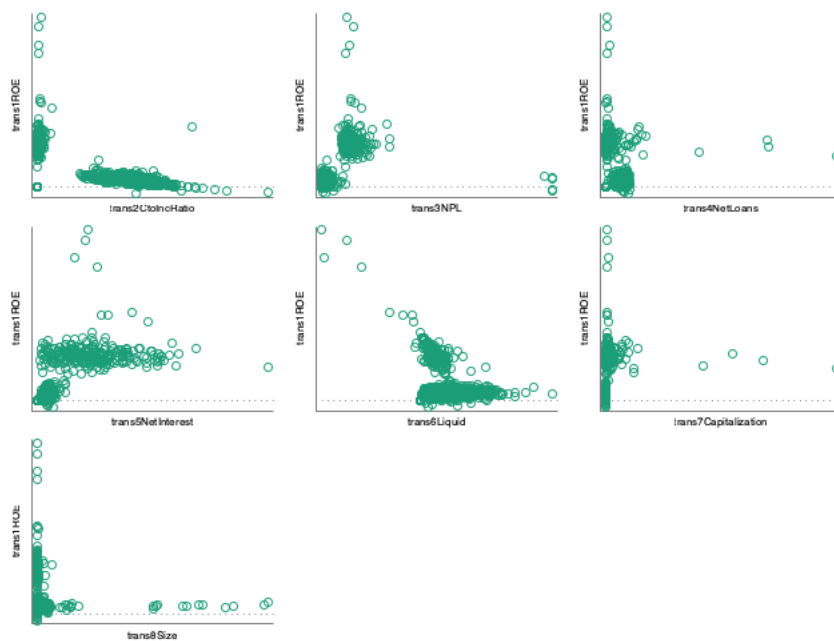 trans1ROE
trans2CtoIncRatio
trans1ROE
trans3NPL
trans1ROE
trans4NetLoans
trans1ROE
trans5NetInterest
trans1ROE
trans6Liquid
trans1ROE
trans7Capitalization
trans1ROE
trans8Size